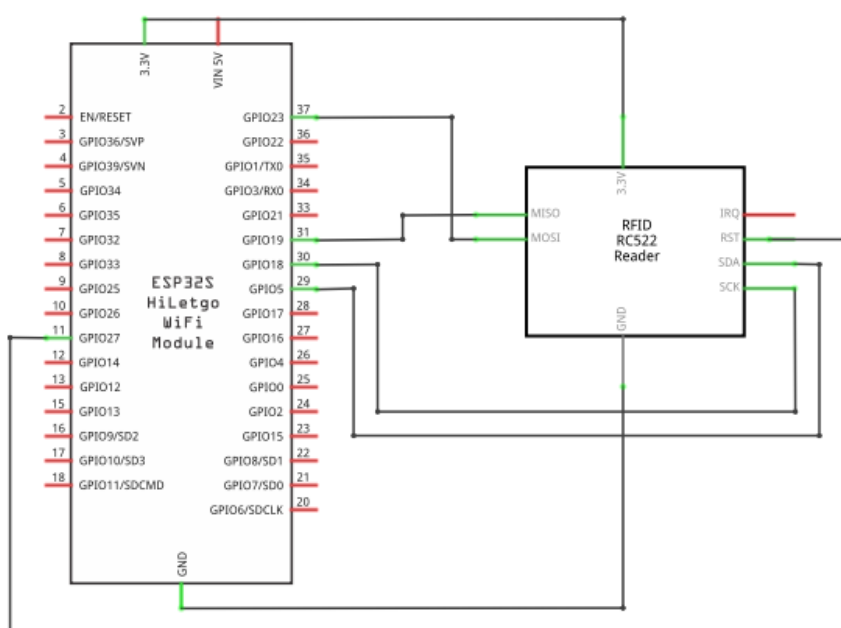 3.3V
VIN 5V
2 EN/RESET
3 GPIO36/SVP
4 GPIO39/SVN
5 GPIO34
6 GPIO35
7 GPIO32
8 GPIO33
9 GPIO25
10 GPIO26
11 GPIO27
12 GPIO14
13 GPIO12
15 GPIO13
16 GPIO9/SD2
17 GPIO10/SD3
18 GPIO11/SDCMD
ESP32S
HiLetgo
WiFi
Module
GPIO23 37
GPIO22 36
GPIO1/TX0 35
GPIO3/RX0 34
GPIO21 33
GPIO19 31
GPIO18 30
GPIO5 29
GPIO17 28
GPIO16 27
GPIO4 26
GPIO0 25
GPIO2 24
GPIO15 23
GPIO8/SD1 22
GPIO7/SD0 21
GPIO6/SDCLK 20
GND
3.3V
MISO
MOSI
RFID
RC522
Reader
IRQ
RST
SDA
SCK
GND